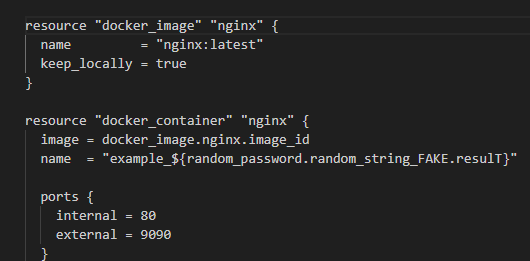 resource "docker_image" "nginx" {
  name         = "nginx:latest"
  keep_locally = true
}

resource "docker_container" "nginx" {
  image = docker_image.nginx.image_id
  name  = "example_${random_password.random_string_FAKE.resulT}"

  ports {
    internal = 80
    external = 9090
  }